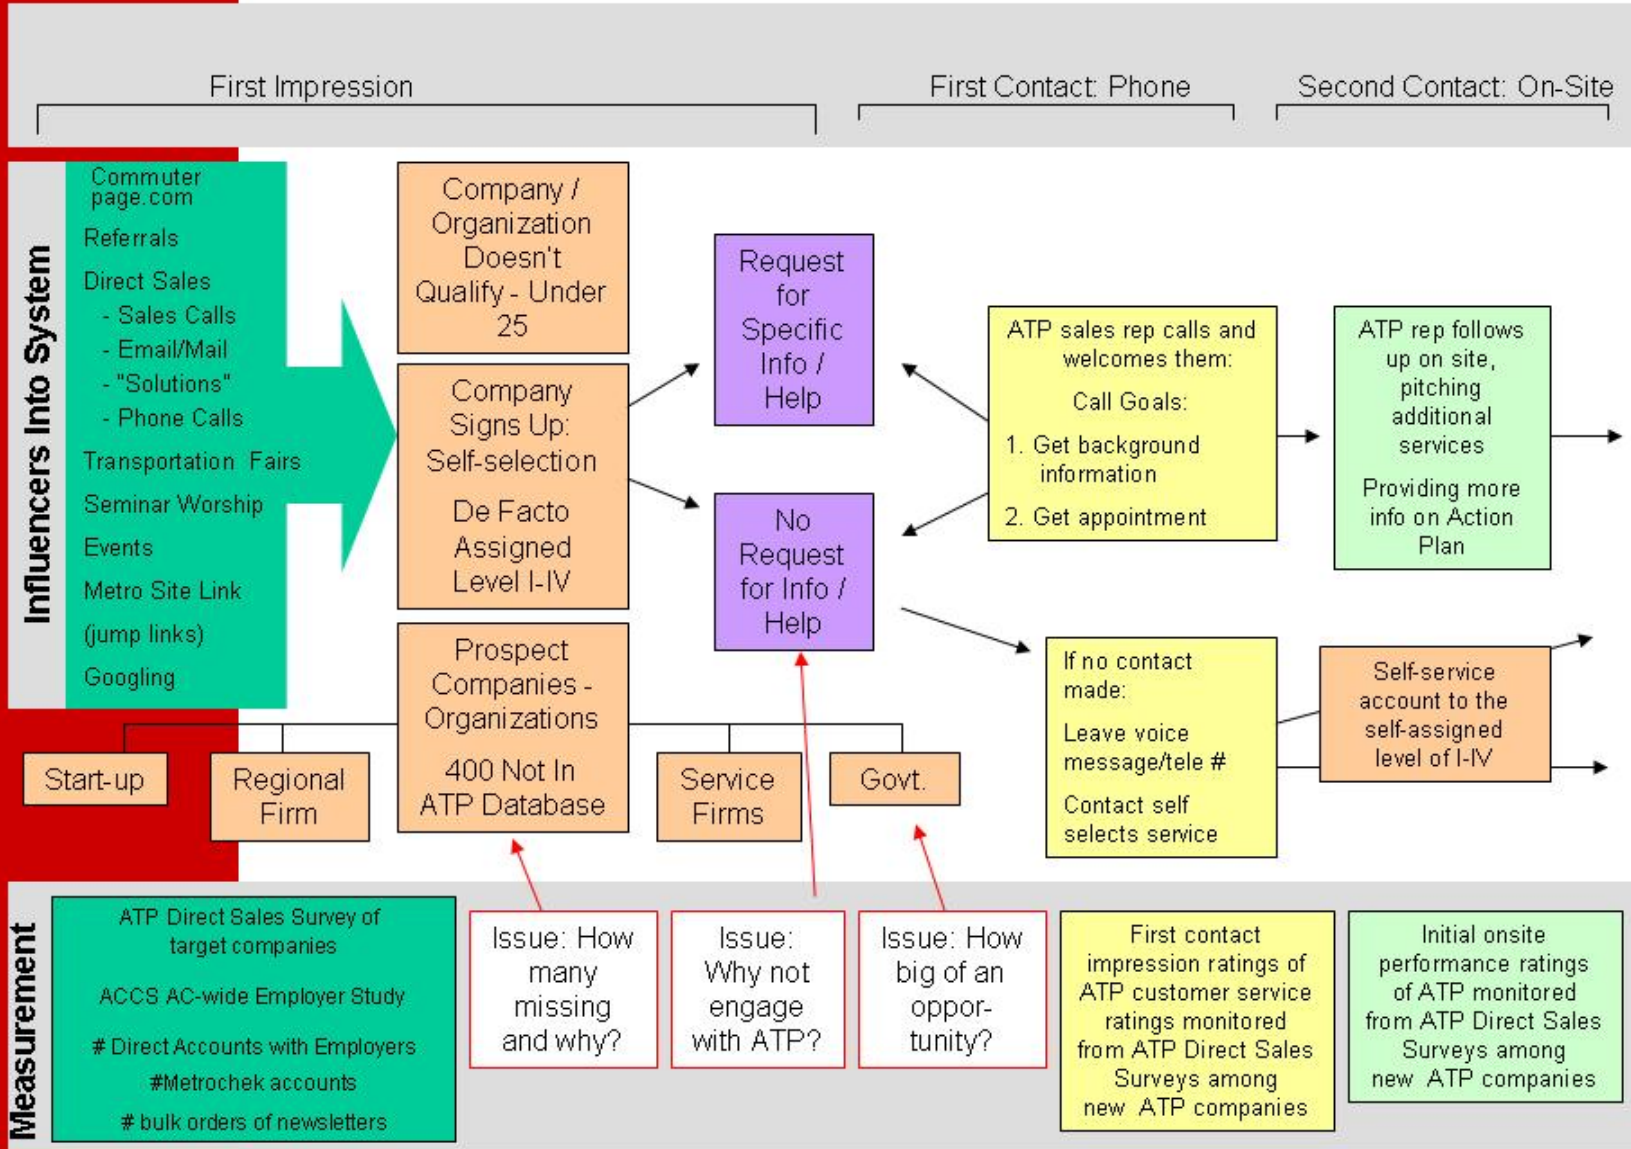 First Impression
First Contact: Phone
Second Contact: On-Site
Influencers Into System
Commuter
page.com
Referrals
Direct Sales
- Sales Calls
- Email/Mail
- "Solutions"
- Phone Calls
Transportation Fairs
Seminar Worship
Events
Metro Site Link
(jump links)
Googling
Company /
Organization
Doesn't
Qualify - Under
25
Company
Signs Up:
Self-selection
De Facto
Assigned
Level I-IV
Prospect
Companies -
Organizations
400 Not In
ATP Database
Start-up
Regional
Firm
Service
Firms
Govt.
Request
for
Specific
Info /
Help
No
Request
for Info /
Help
ATP sales rep calls and
welcomes them:
Call Goals:
1. Get background
information
2. Get appointment
If no contact
made:
Leave voice
message/tele #
Contact self
selects service
ATP rep follows
up on site,
pitching
additional
services
Providing more
info on Action
Plan
Self-service
account to the
self-assigned
level of I-IV
Measurement
ATP Direct Sales Survey of
target companies
ACCS AC-wide Employer Study
# Direct Accounts with Employers
#Metrochek accounts
# bulk orders of newsletters
Issue: How
many
missing
and why?
Issue:
Why not
engage
with ATP?
Issue: How
big of an
oppor-
tunity?
First contact
impression ratings of
ATP customer service
ratings monitored
from ATP Direct Sales
Surveys among
new ATP companies
Initial onsite
performance ratings
of ATP monitored
from ATP Direct Sales
Surveys among
new ATP companies